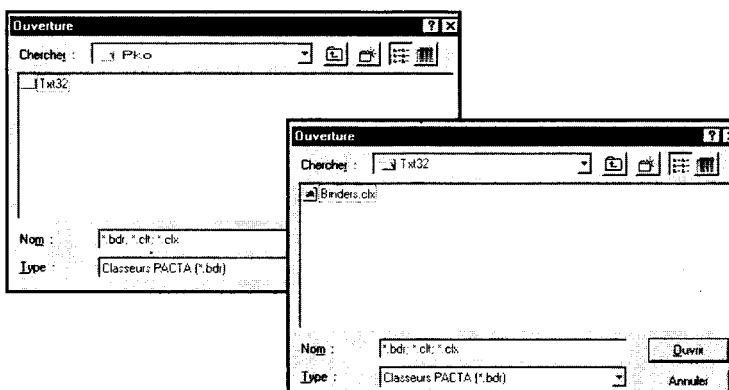 Ouverture
Chercher : Pko
Txt32
Nom : *.bdr; *.clt; *.clx
Type : Classeurs PACTA (*.bdr)
Ouverture
Chercher : Txt32
Binders.clx
Nom : *.bdr; *.clt; *.clx
Ouvrir
Type : Classeurs PACTA (*.bdr)
Annuler